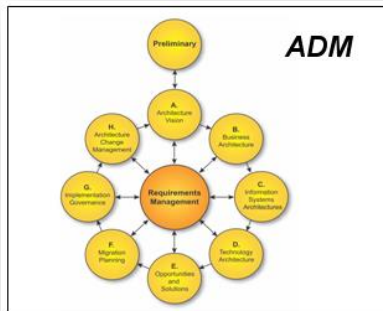 ADM
Preliminary
A.
Architecture
Vision
B.
Business
Architecture
C.
Information
Systems
Architectures
D.
Technology
Architecture
E.
Opportunities
and
Solutions
F.
Migration
Planning
G.
Implementation
Governance
H.
Architecture
Change
Management
Requirements
Management